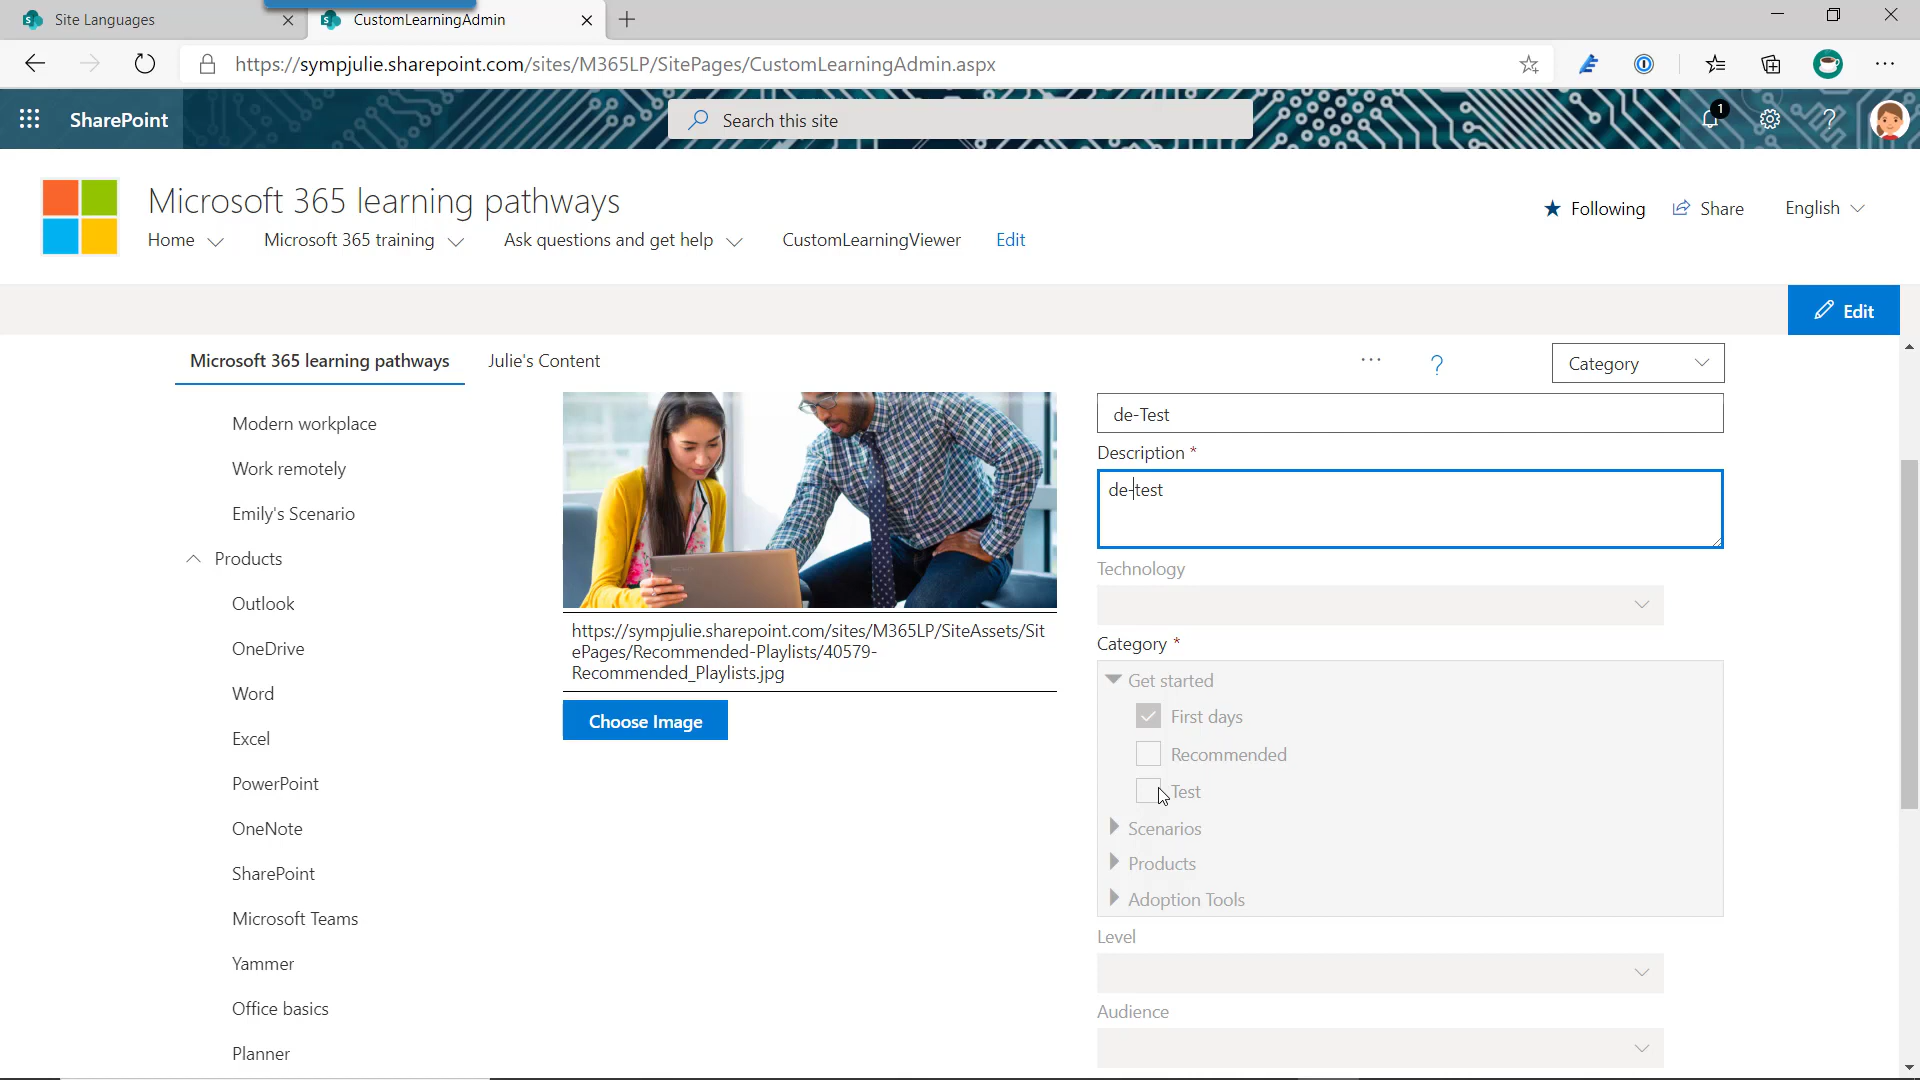 Site Languages
CustomLearningAdmin
https://sympjulie.sharepoint.com/sites/M365LP/SitePages/CustomLearningAdmin.aspx
SharePoint
Search this site
1
Microsoft 365 learning pathways
Following
Share
English
Home
Microsoft 365 training
Ask questions and get help
CustomLearningViewer
Edit
Edit
Microsoft 365 learning pathways
Julie's Content
Category
Modern workplace
Work remotely
Emily's Scenario
Products
Outlook
OneDrive
Word
Excel
PowerPoint
OneNote
SharePoint
Microsoft Teams
Yammer
Office basics
Planner
https://sympjulie.sharepoint.com/sites/M365LP/SiteAssets/Sit
ePages/Recommended-Playlists/40579-
Recommended_Playlists.jpg
Choose Image
de-Test
Description *
de-test
Technology
Category *
Get started
First days
Recommended
Test
Scenarios
Products
Adoption Tools
Level
Audience